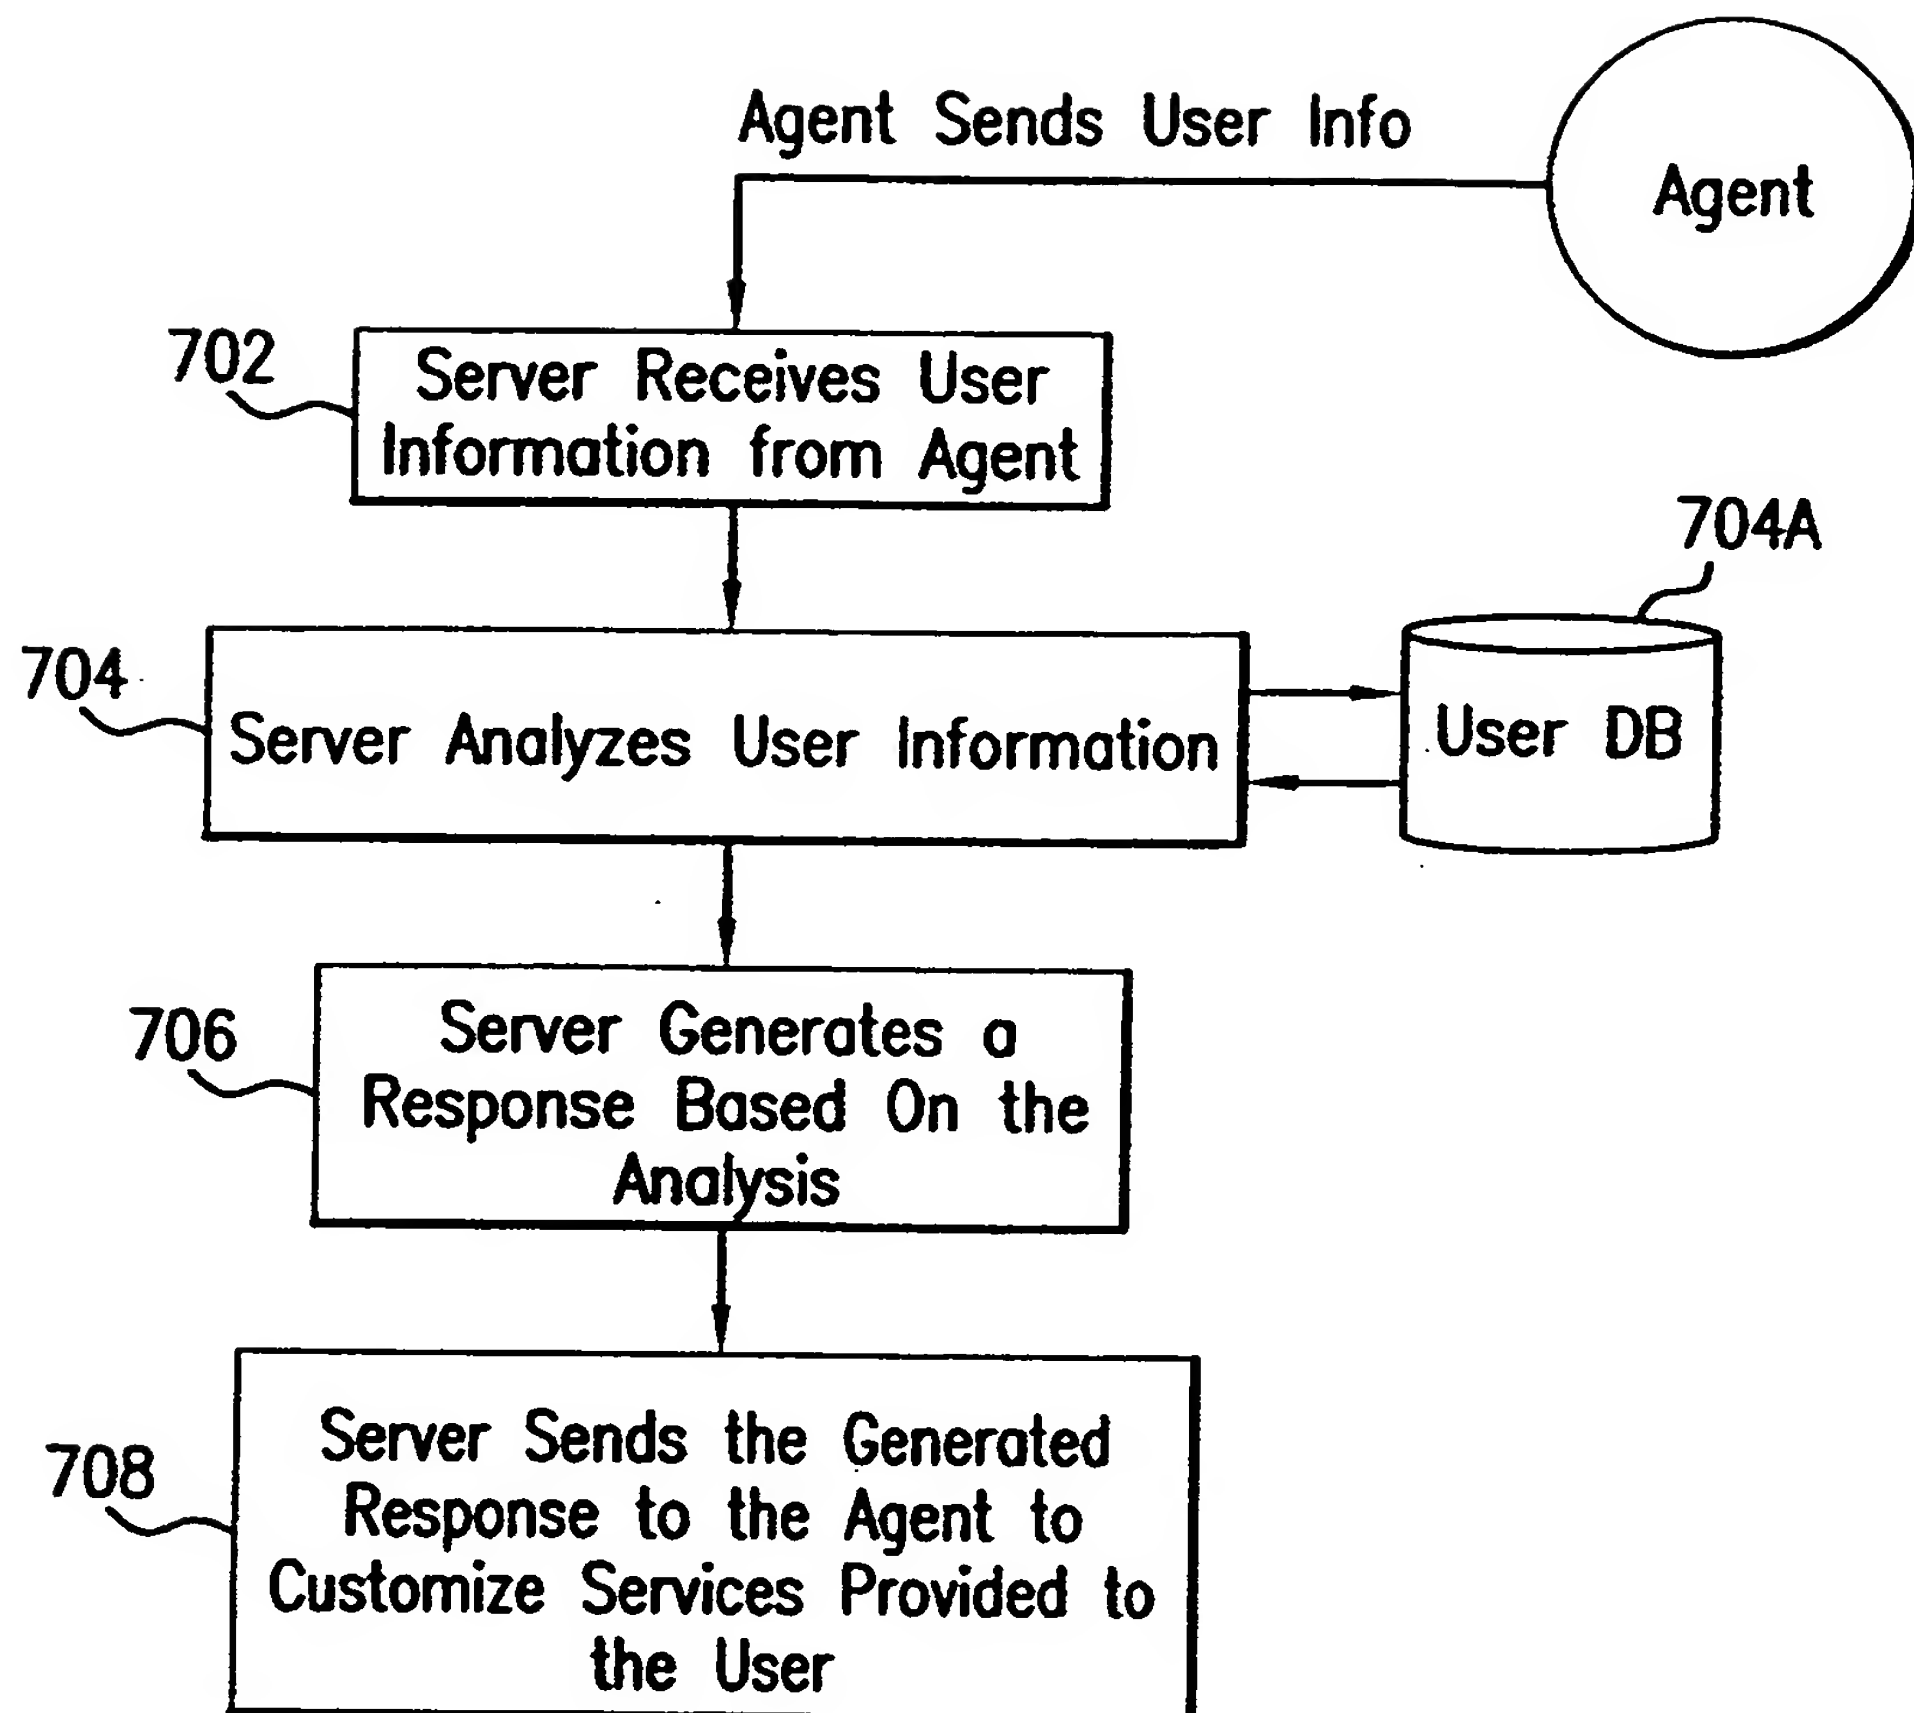 Agent Sends User Info
Agent
702
Server Receives User
Information from Agent
704A
704
Server Analyzes User Information
User DB
706
Server Generates a
Response Based On the
Analysis
708
Server Sends the Generated
Response to the Agent to
Customize Services Provided to
the User